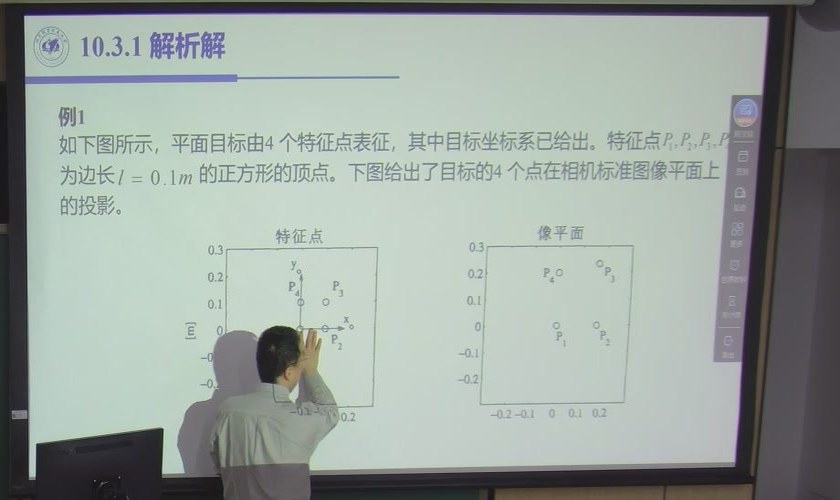 10.3.1 解析解
例1
如下图所示，平面目标由4 个特征点表征，其中目标坐标系已给出。特征点P₁,P₂,P₃,P
为边长 l = 0.1m 的正方形的顶点。下图给出了目标的4 个点在相机标准图像平面上
的投影。
特征点
0.3
0.2
0.1
0
[m]
y
P₄
P₃
x
P₂
0.2
像平面
0.3
0.2
0.1
0
-0.1
-0.2
P₄
P₃
P₁
P₂
-0.2 -0.1 0 0.1 0.2